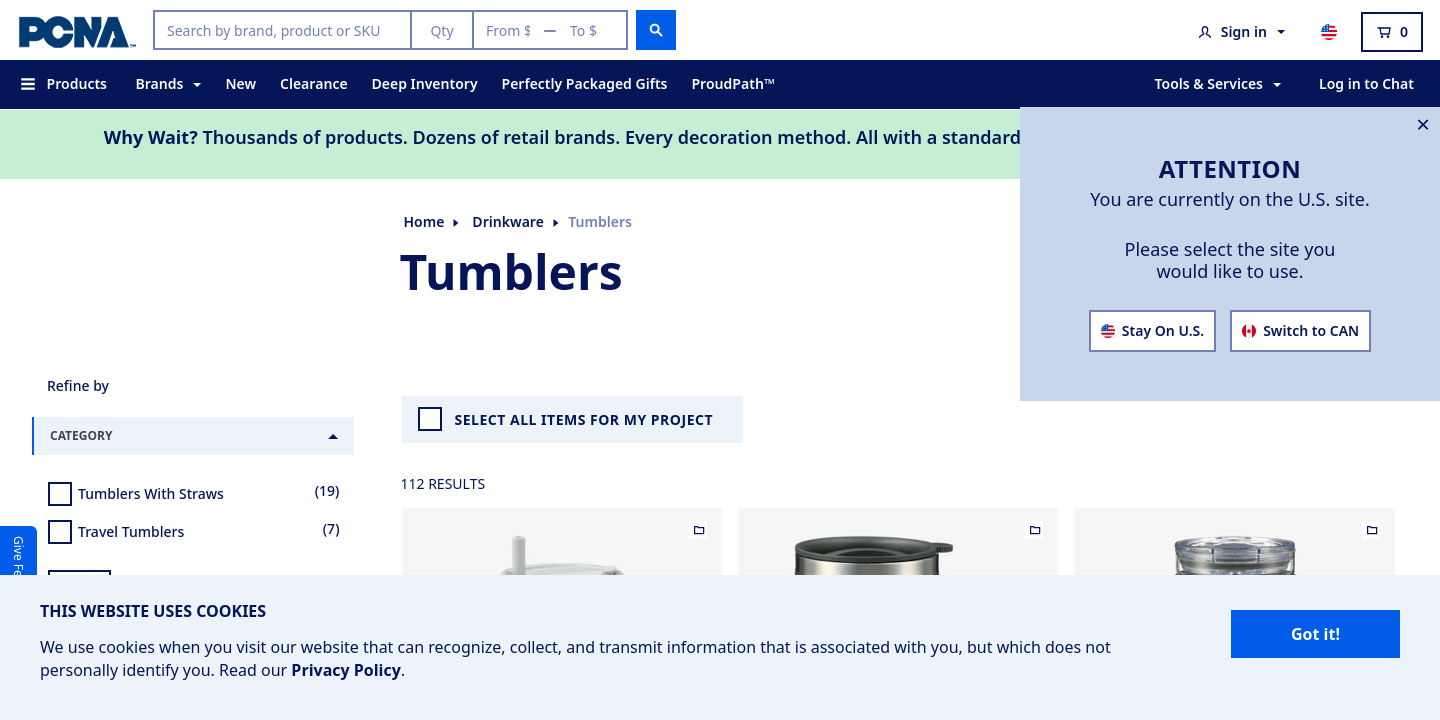 PCNA™
Search by brand, product or SKU
Qty
From $ — To $
Sign in
0
Products
Brands
New
Clearance
Deep Inventory
Perfectly Packaged Gifts
ProudPath™
Tools & Services
Log in to Chat
Why Wait? Thousands of products. Dozens of retail brands. Every decoration method. All with a standard
ATTENTION
You are currently on the U.S. site.
Please select the site you
would like to use.
Stay On U.S.
Switch to CAN
Home
Drinkware
Tumblers
Tumblers
Refine by
CATEGORY
Tumblers With Straws (19)
Travel Tumblers (7)
SELECT ALL ITEMS FOR MY PROJECT
112 RESULTS
Give
THIS WEBSITE USES COOKIES
We use cookies when you visit our website that can recognize, collect, and transmit information that is associated with you, but which does not
personally identify you. Read our Privacy Policy.
Got it!